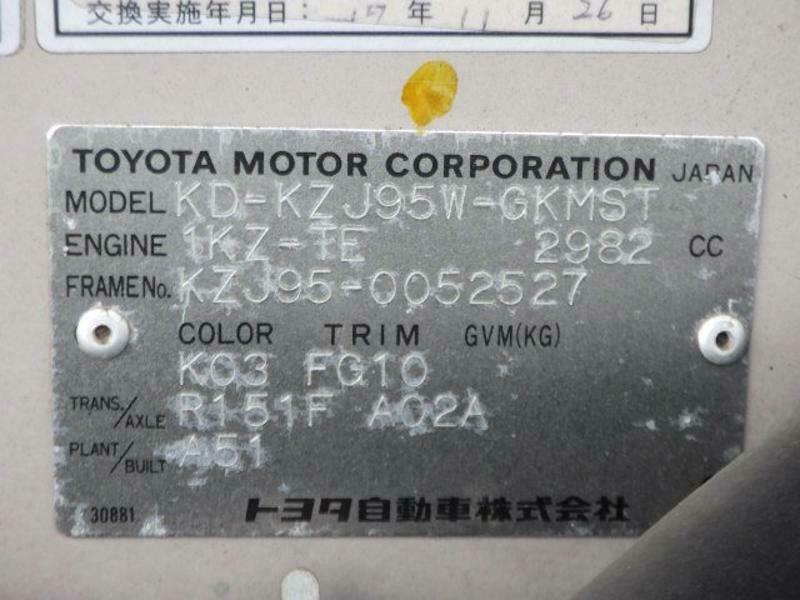 交換実施年月日: 17 年 11 月 26 日
TOYOTA MOTOR CORPORATION JAPAN
MODEL KD-KZJ95W-GKMST
ENGINE 1KZ-TE 2982 CC
FRAME No. KZJ95-0052527
COLOR TRIM GVM(KG)
K03 FG10
TRANS./AXLE R151F A02A
PLANT/BUILT A51
30881 トヨタ自動車株式会社